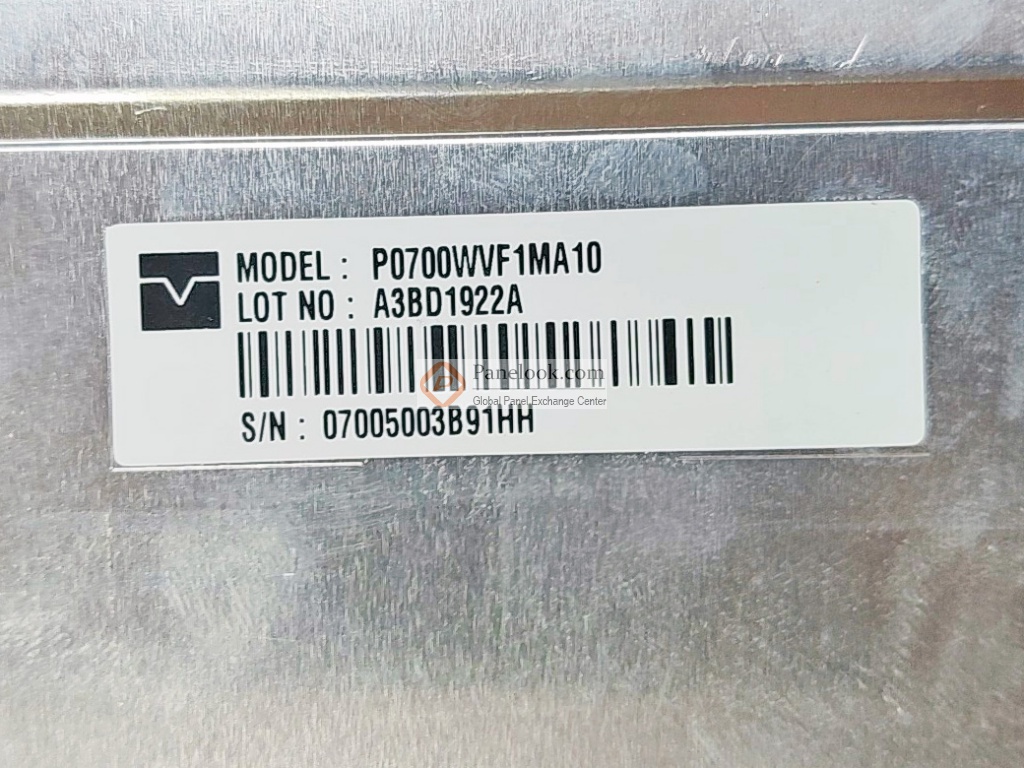 MODEL : P0700WVF1MA10
LOT NO : A3BD1922A
Panelook.com
Global Panel Exchange Center
S/N : 07005003B91HH